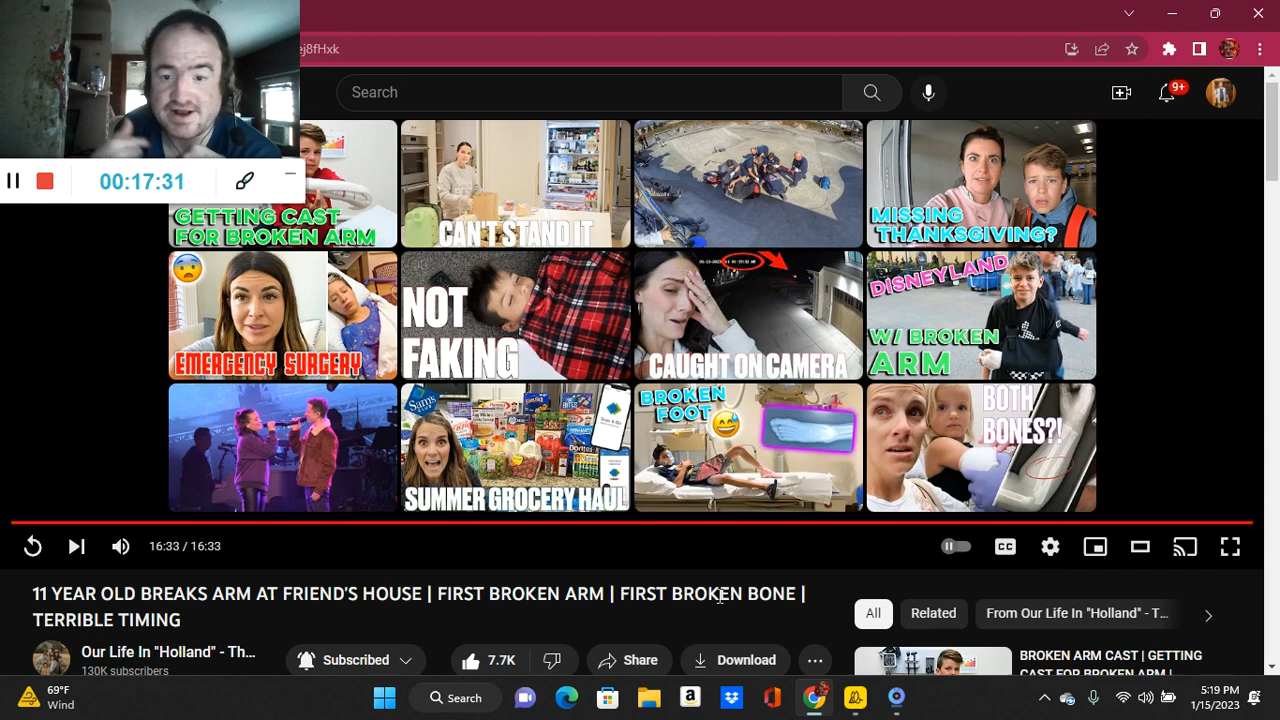 ej8fHxk
Search
9+
00:17:31
GETTING CAST
FOR BROKEN ARM
CAN'T STAND IT
MISSING
THANKSGIVING?
EMERGENCY SURGERY
NOT
FAKING
CAUGHT ON CAMERA
DISNEYLAND
W/ BROKEN
ARM
Sam's
CLUB
SUMMER GROCERY HAUL
BROKEN
FOOT
BOTH
BONES?!
16:33 / 16:33
CC
11 YEAR OLD BREAKS ARM AT FRIEND'S HOUSE | FIRST BROKEN ARM | FIRST BROKEN BONE |
TERRIBLE TIMING
All
Related
From Our Life In "Holland" - T...
Our Life In "Holland" - Th...
130K subscribers
Subscribed
7.7K
Share
Download
BROKEN ARM CAST | GETTING
CAST FOR BROKEN ARM |
69°F
Wind
Search
5:19 PM
1/15/2023